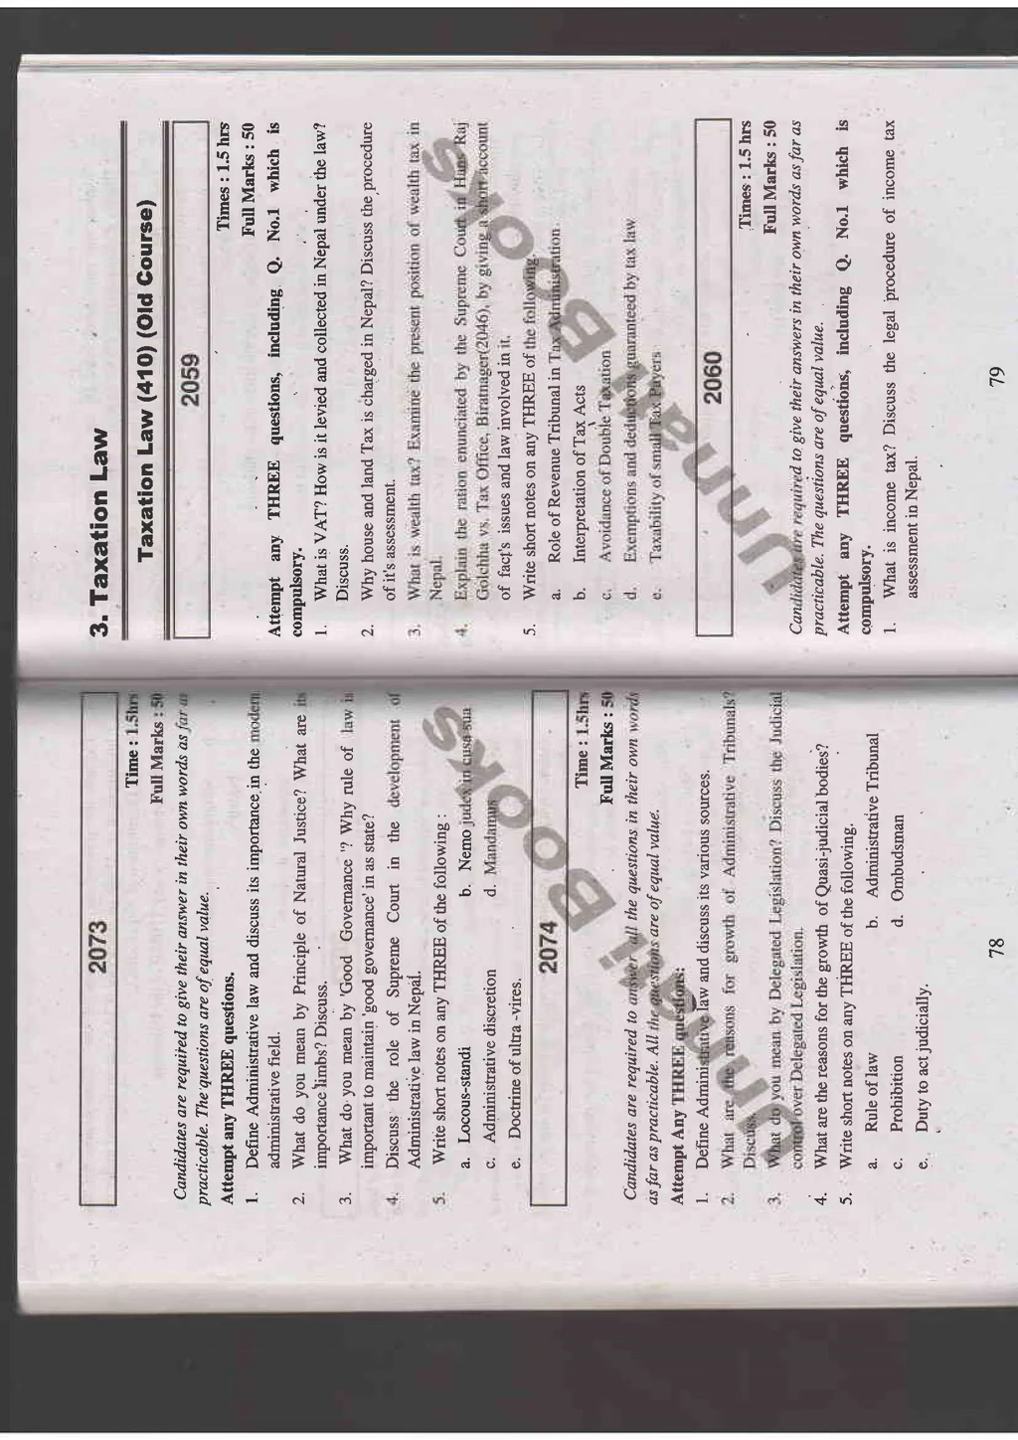 2073
Time : 1.5hrs
Full Marks : 50
Candidates are required to give their answer in their own words as far as
practicable. The questions are of equal value.
Attempt any THREE questions.
1. Define Administrative law and discuss its importance in the modern
administrative field.
2. What do you mean by Principle of Natural Justice? What are its
importance limbs? Discuss.
3. What do you mean by 'Good Governance '? Why rule of law is
important to maintain 'good governance' in as state?
4. Discuss the role of Supreme Court in the development of
Administrative law in Nepal.
5. Write short notes on any THREE of the following :
a. Locous-standi b. Nemo judex in cusa sua
c. Administrative discretion d. Mandamus
e. Doctrine of ultra -vires.
2074
Time : 1.5hrs
Full Marks : 50
Candidates are required to answer all the questions in their own words
as far as practicable. All the questions are of equal value.
Attempt Any THREE questions:
1. Define Administrative law and discuss its various sources.
2. What are the reasons for growth of Administrative Tribunals?
Discuss.
3. What do you mean by Delegated Legislation? Discuss the Judicial
control over Delegated Legislation.
4. What are the reasons for the growth of Quasi-judicial bodies?
5. Write short notes on any THREE of the following.
a. Rule of law b. Administrative Tribunal
c. Prohibition d. Ombudsman
e. Duty to act judicially.
78
Unnati Books
3. Taxation Law
Taxation Law (410) (Old Course)
2059
Times : 1.5 hrs
Full Marks : 50
Attempt any THREE questions, including Q. No.1 which is
compulsory.
1. What is VAT? How is it levied and collected in Nepal under the law?
Discuss.
2. Why house and land Tax is charged in Nepal? Discuss the procedure
of it's assessment.
3. What is wealth tax? Examine the present position of wealth tax in
Nepal.
4. Explain the ration enunciated by the Supreme Court in Hans Raj
Golchha vs. Tax Office, Biratnager(2046), by giving a short account
of fact's issues and law involved in it.
5. Write short notes on any THREE of the following.
a. Role of Revenue Tribunal in Tax Administration
b. Interpretation of Tax Acts
c. Avoidance of Double Taxation
d. Exemptions and deductions guaranteed by tax law
e. Taxability of small Tax Payers
2060
Times : 1.5 hrs
Full Marks : 50
Candidates are required to give their answers in their own words as far as
practicable. The questions are of equal value.
Attempt any THREE questions, including Q. No.1 which is
compulsory.
1. What is income tax? Discuss the legal procedure of income tax
assessment in Nepal.
79
Unnati Books